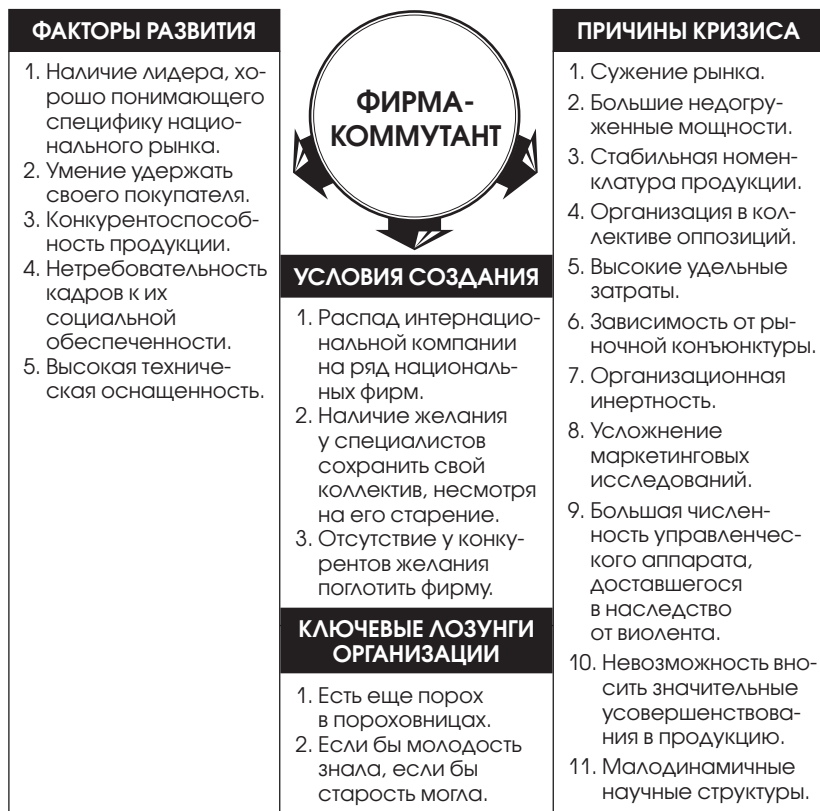 ФАКТОРЫ РАЗВИТИЯ
1. Наличие лидера, хо-
рошо понимающего
специфику нацио-
нального рынка.
2. Умение удержать
своего покупателя.
3. Конкурентоспособ-
ность продукции.
4. Нетребовательность
кадров к их
социальной
обеспеченности.
5. Высокая техниче-
ская оснащенность.
ФИРМА-
КОММУТАНТ
УСЛОВИЯ СОЗДАНИЯ
1. Распад интернацио-
нальной компании
на ряд националь-
ных фирм.
2. Наличие желания
у специалистов
сохранить свой
коллектив, несмотря
на его старение.
3. Отсутствие у конку-
рентов желания
поглотить фирму.
КЛЮЧЕВЫЕ ЛОЗУНГИ
ОРГАНИЗАЦИИ
1. Есть еще порох
в пороховницах.
2. Если бы молодость
знала, если бы
старость могла.
ПРИЧИНЫ КРИЗИСА
1. Сужение рынка.
2. Большие недогру-
женные мощности.
3. Стабильная номен-
клатура продукции.
4. Организация в кол-
лективе оппозиций.
5. Высокие удельные
затраты.
6. Зависимость от ры-
ночной конъюнктуры.
7. Организационная
инертность.
8. Усложнение
маркетинговых
исследований.
9. Большая числен-
ность управленчес-
кого аппарата,
доставшегося
в наследство
от виолента.
10. Невозможность вно-
сить значительные
усовершенствова-
ния в продукцию.
11. Малодинамичные
научные структуры.